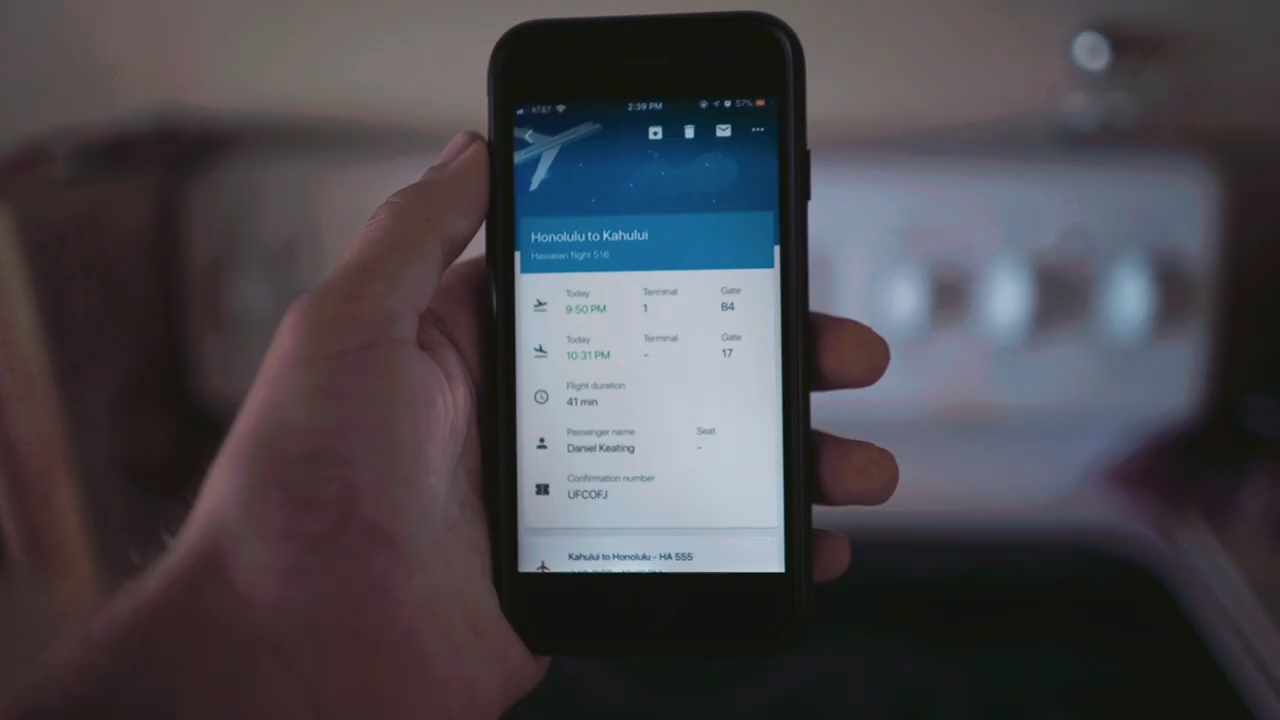 AT&T 2:39 PM 57%
Honolulu to Kahului
Hawaiian flight 516
Today Terminal Gate
9:50 PM 1 B4
Today Terminal Gate
10:31 PM - 17
Flight duration
41 min
Passenger name Seat
Daniel Keating -
Confirmation number
UFCOFJ
Kahului to Honolulu - HA 555